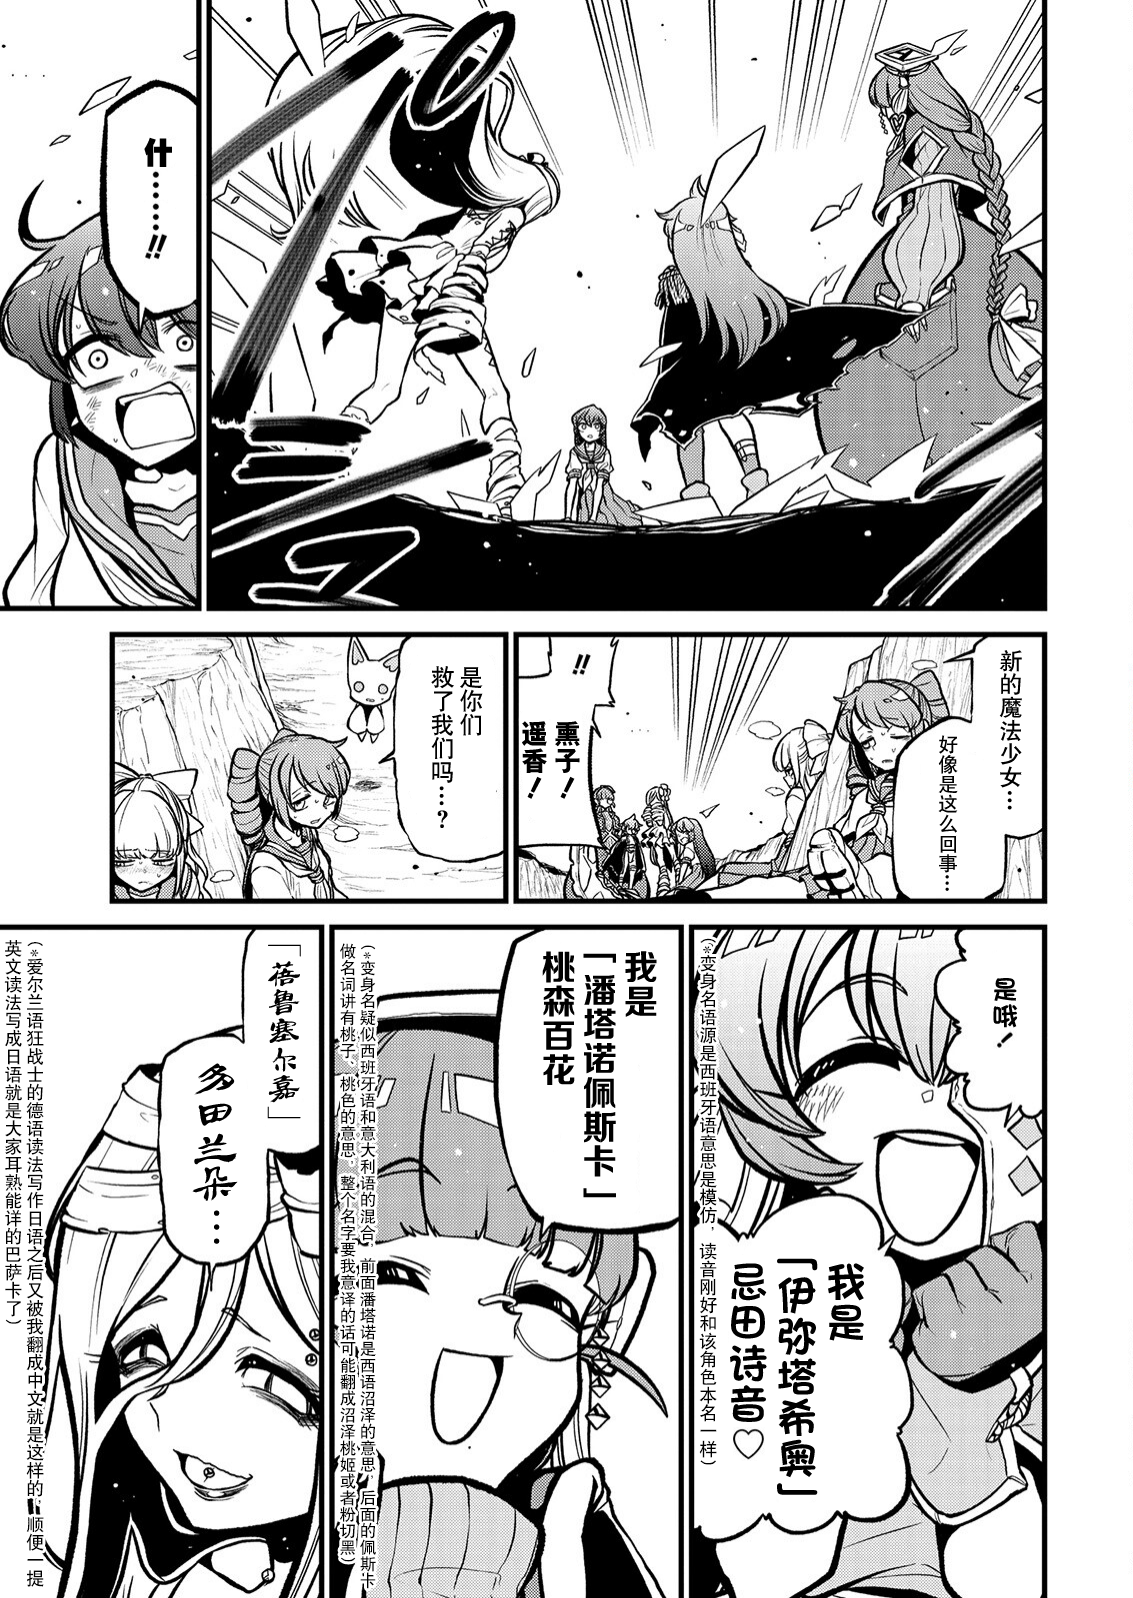 什……!!
新的魔法少女…
好像是这么回事…
!!
熏子！
遥香！
是你们
救了我们吗…?
是哦！
我是
「伊弥塔希奥」
忌田诗音♡
(*变身名语源是西班牙语意思是模仿，读音刚好和该角色本名一样)
我是
「潘塔诺佩斯卡」
桃森百花
(*变身名疑似西班牙语和意大利语的混合，前面潘塔诺是西语沼泽的意思，后面的佩斯卡
做名词讲有桃子、桃色的意思，整个名字要我意译的话可能翻成沼泽桃姬或者粉切黑)
「蓓鲁塞尔嘉」
多田兰朵…
(*爱尔兰语狂战士的德语读法写作日语之后又被我翻成中文就是这样的，顺便一提
英文读法写成日语就是大家耳熟能详的巴萨卡了)